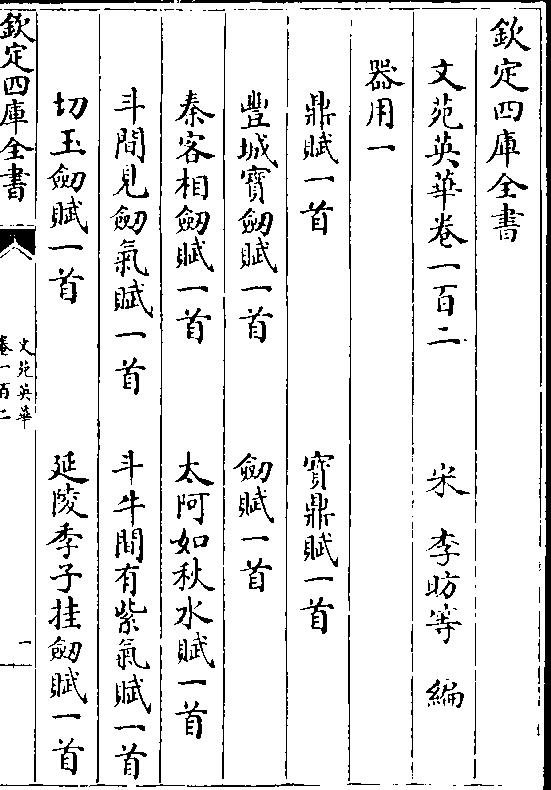 欽定四庫全書
文苑英華卷一百二　宋　李昉等　編
器用一
鼎賦一首　寳鼎賦一首
豐城寳劒賦一首　劒賦一首
秦客相劒賦一首　太阿如秋水賦一首
斗間見劒氣賦一首　斗牛間有紫氣賦一首
切玉劒賦一首　延陵季子挂劒賦一首
欽定四庫全書
文苑英華
卷一百二
一